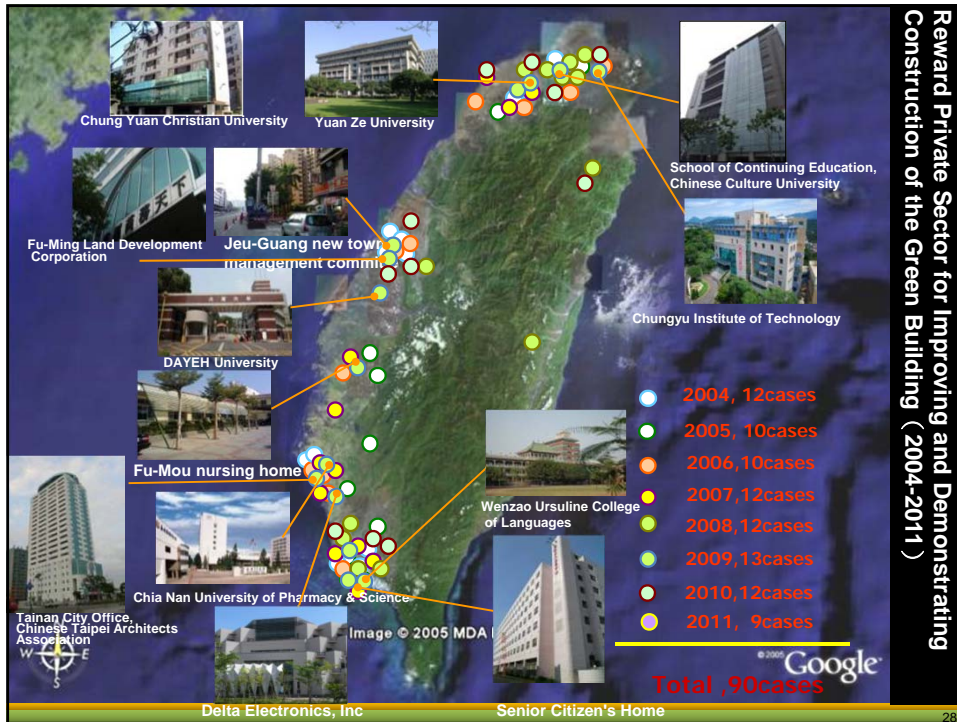 Reward Private Sector for Improving and Demonstrating
Construction of the Green Building（2004-2011）
Chung Yuan Christian University
Yuan Ze University
School of Continuing Education,
Chinese Culture University
Fu-Ming Land Development
Corporation
Jeu-Guang new town
management
Chungyu Institute of Technology
DAYEH University
Fu-Mou nursing home
Wenzao Ursuline College
of Languages
Chia Nan University of Pharmacy & Science
Tainan City Office,
Chinese Taipei Architects
Association
Delta Electronics, Inc
Senior Citizen's Home
2004, 12cases
2005, 10cases
2006,10cases
2007,12cases
2008,12cases
2009,13cases
2010,12cases
2011, 9cases
Total ,90cases
Image © 2005 MDA
© 2005 Google
N
W E
S
28